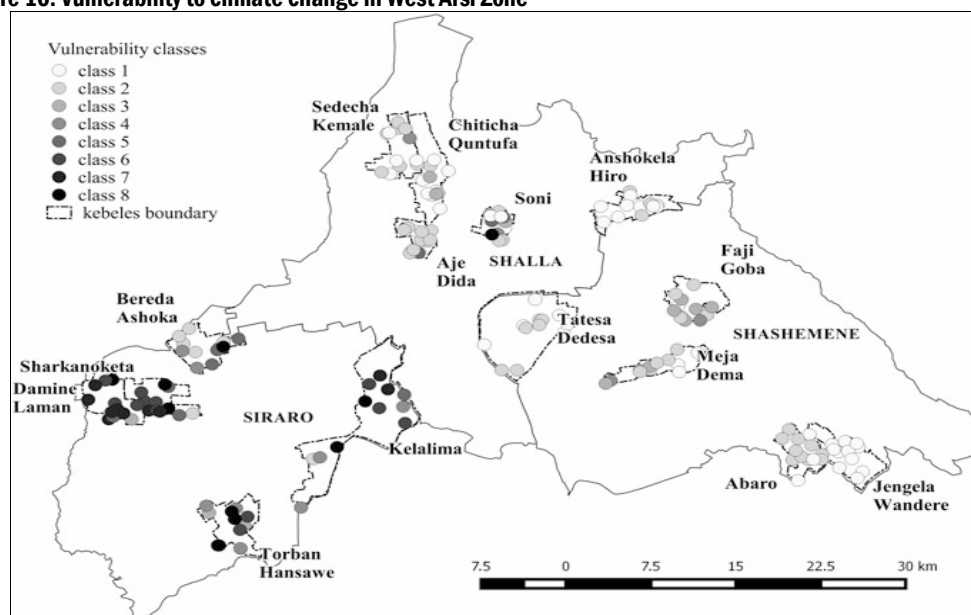 re 10: Vulnerability to climate change in West Arsi Zone
Vulnerability classes
class 1
class 2
class 3
class 4
class 5
class 6
class 7
class 8
kebeles boundary
Sedecha
Kemale
Chiticha
Quntufa
Anshokela
Hiro
Soni
SHALLA
Aje
Dida
Faji
Goba
Bereda
Ashoka
Tatesa
Dedesa
SHASHEMENE
Meja
Dema
Sharkanoketa
Damine
Laman
SIRARO
Kelalima
Abaro
Jengela
Wandere
Torban
Hansawe
7.5 0 7.5 15 22.5 30 km